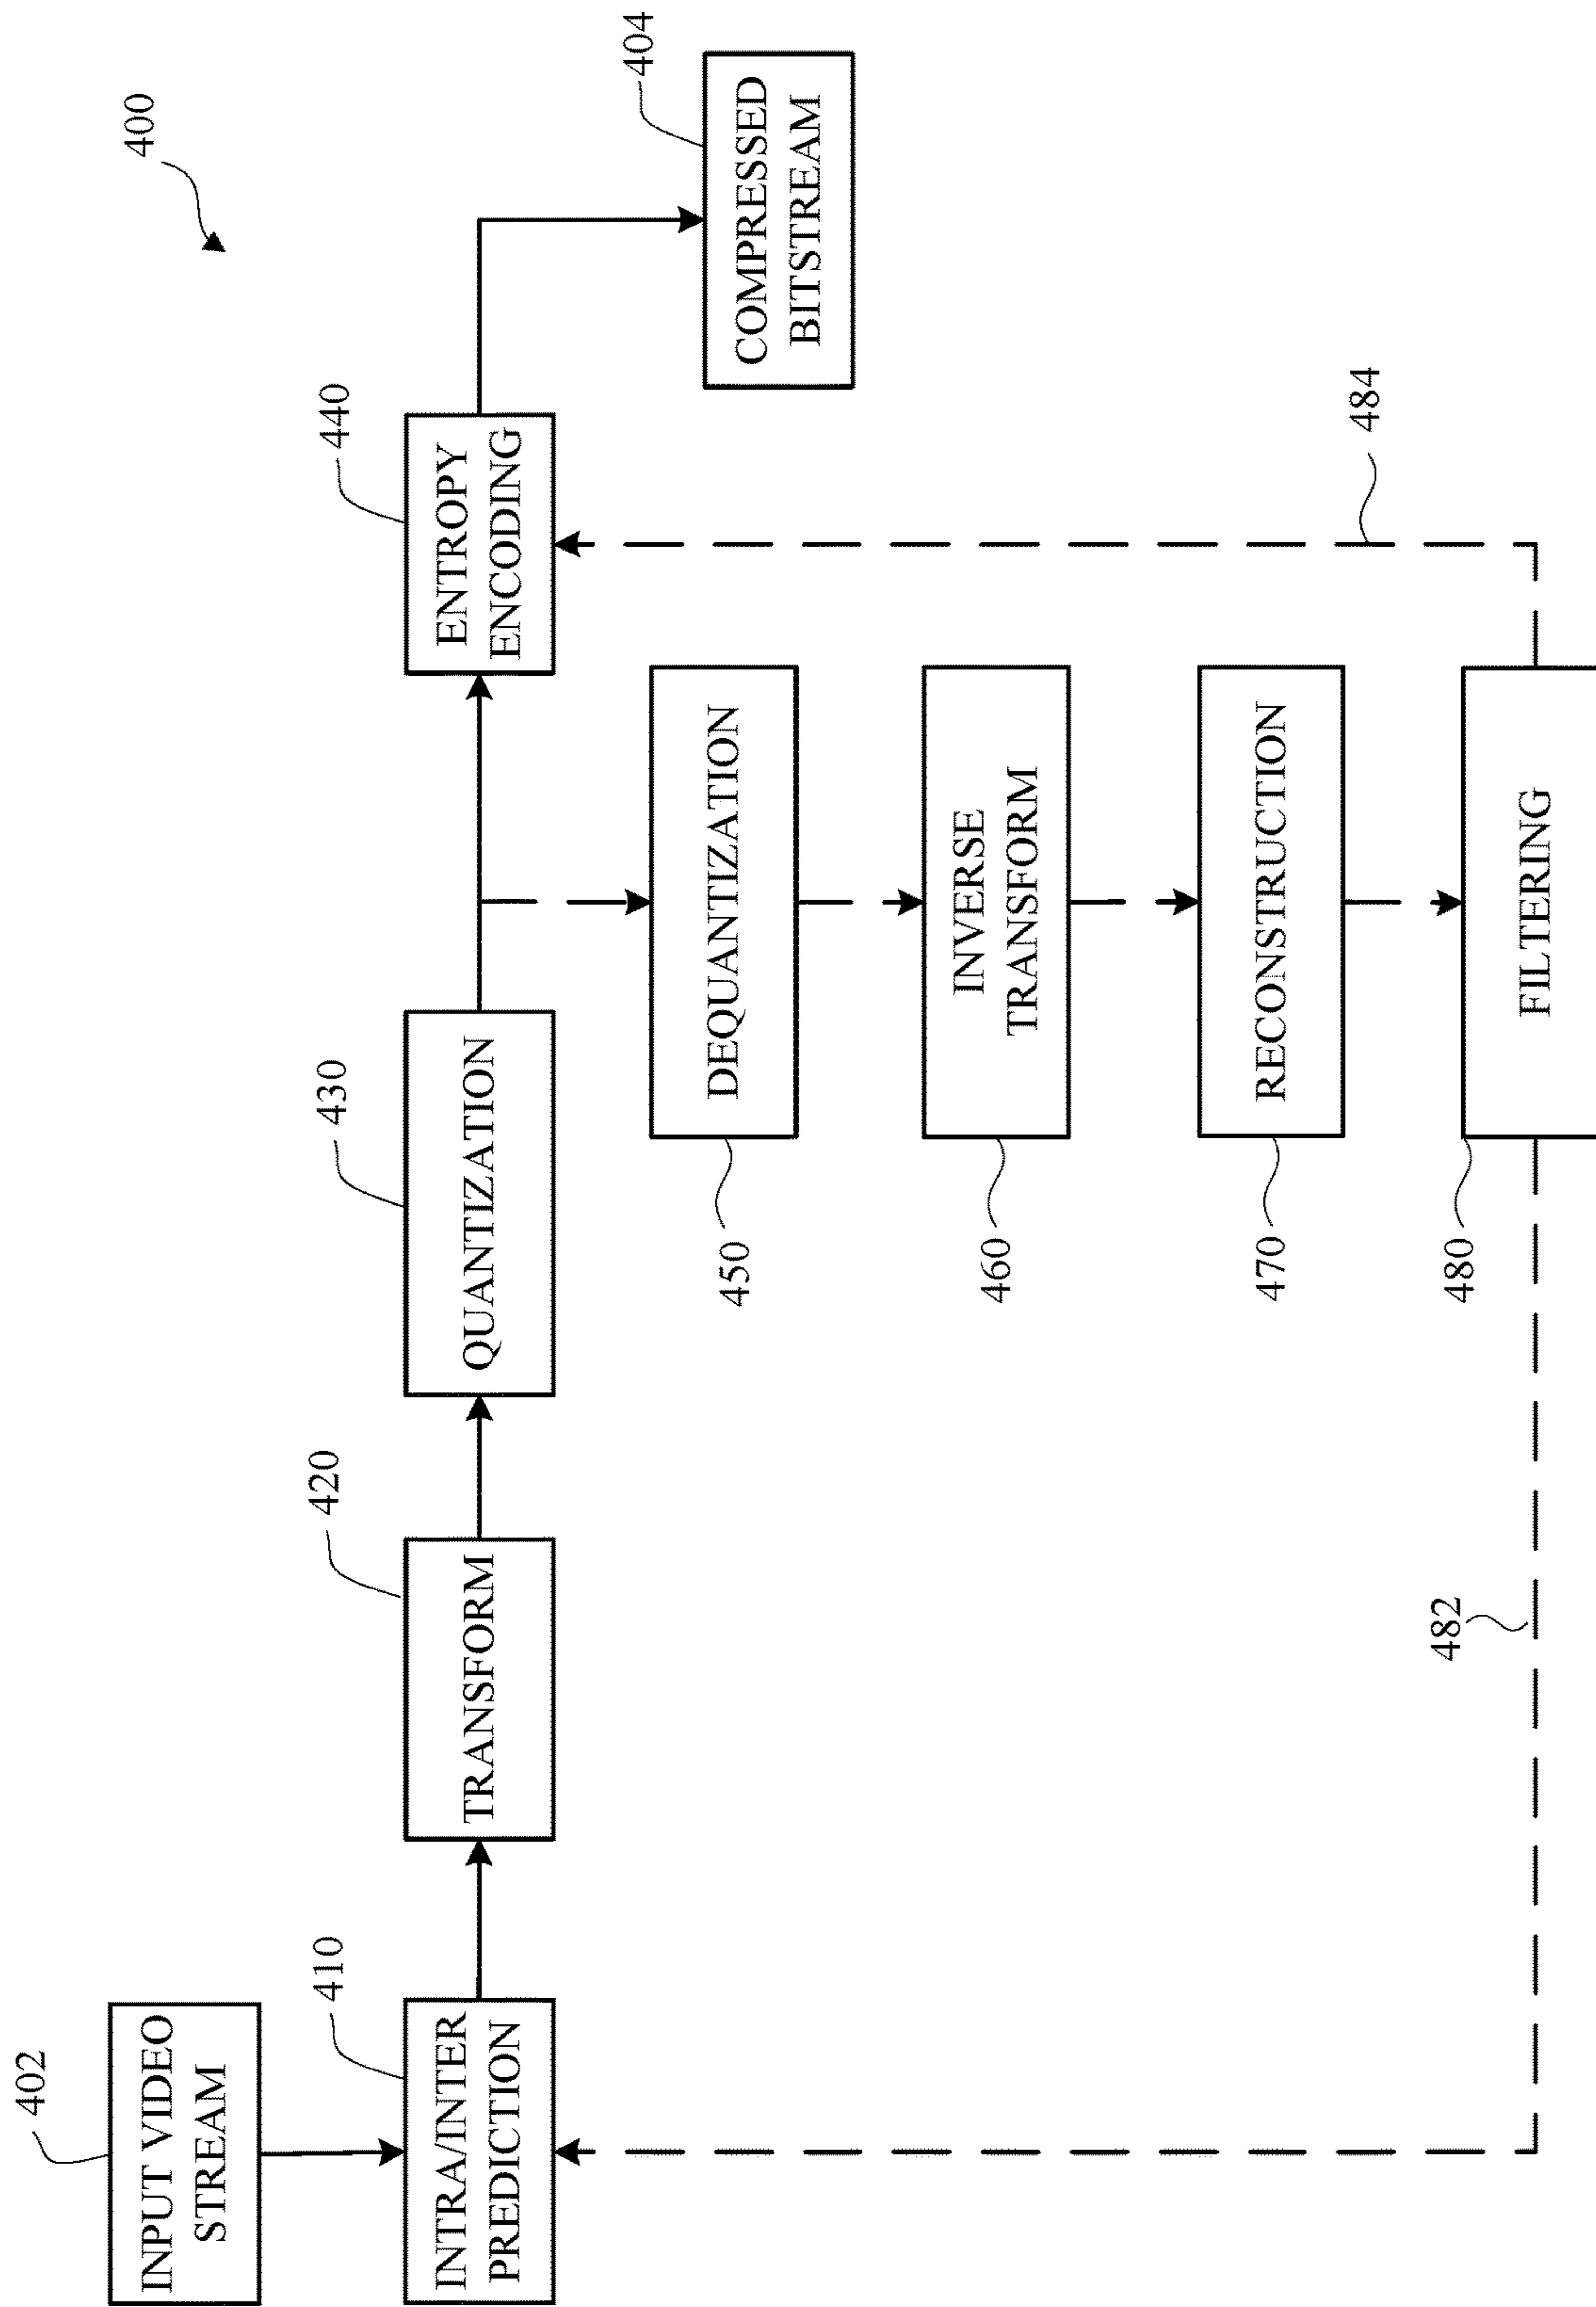 400
402
INPUT VIDEO
STREAM
410
INTRA/INTER
PREDICTION
420
TRANSFORM
430
QUANTIZATION
440
ENTROPY
ENCODING
404
COMPRESSED
BITSTREAM
DEQUANTIZATION
450
INVERSE
TRANSFORM
460
RECONSTRUCTION
470
FILTERING
480
482
484